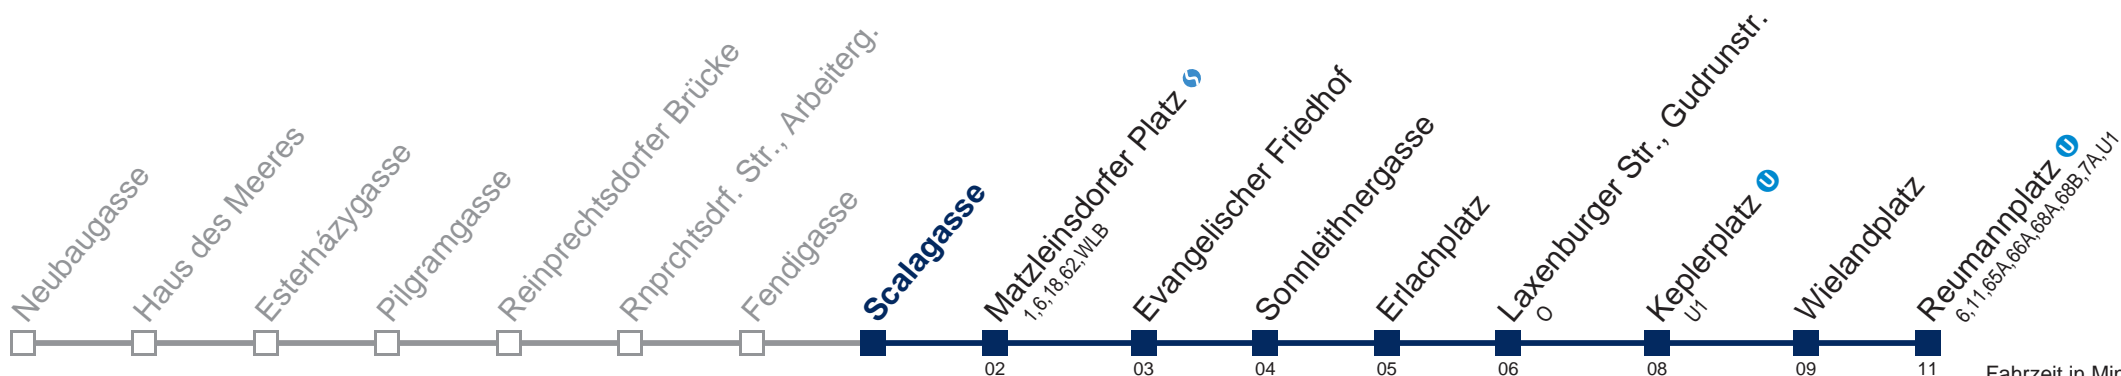 Neubaugasse
Haus des Meeres
Esterházygasse
Pilgramgasse
Reinprechtsdorfer Brücke
Rnprchtsdrf. Str., Arbeiterg.
Fendigasse
Scalagasse
Matzleinsdorfer Platz S
1,6,18,62,WLB
Evangelischer Friedhof
Sonnleithnergasse
Erlachplatz
Laxenburger Str., Gudrunstr.
O
Keplerplatz U
U1
Wielandplatz
Reumannplatz U
6,11,65A,66A,68A,68B,7A,U1
02 03 04 05 06 08 09 11
Fahrzeit in